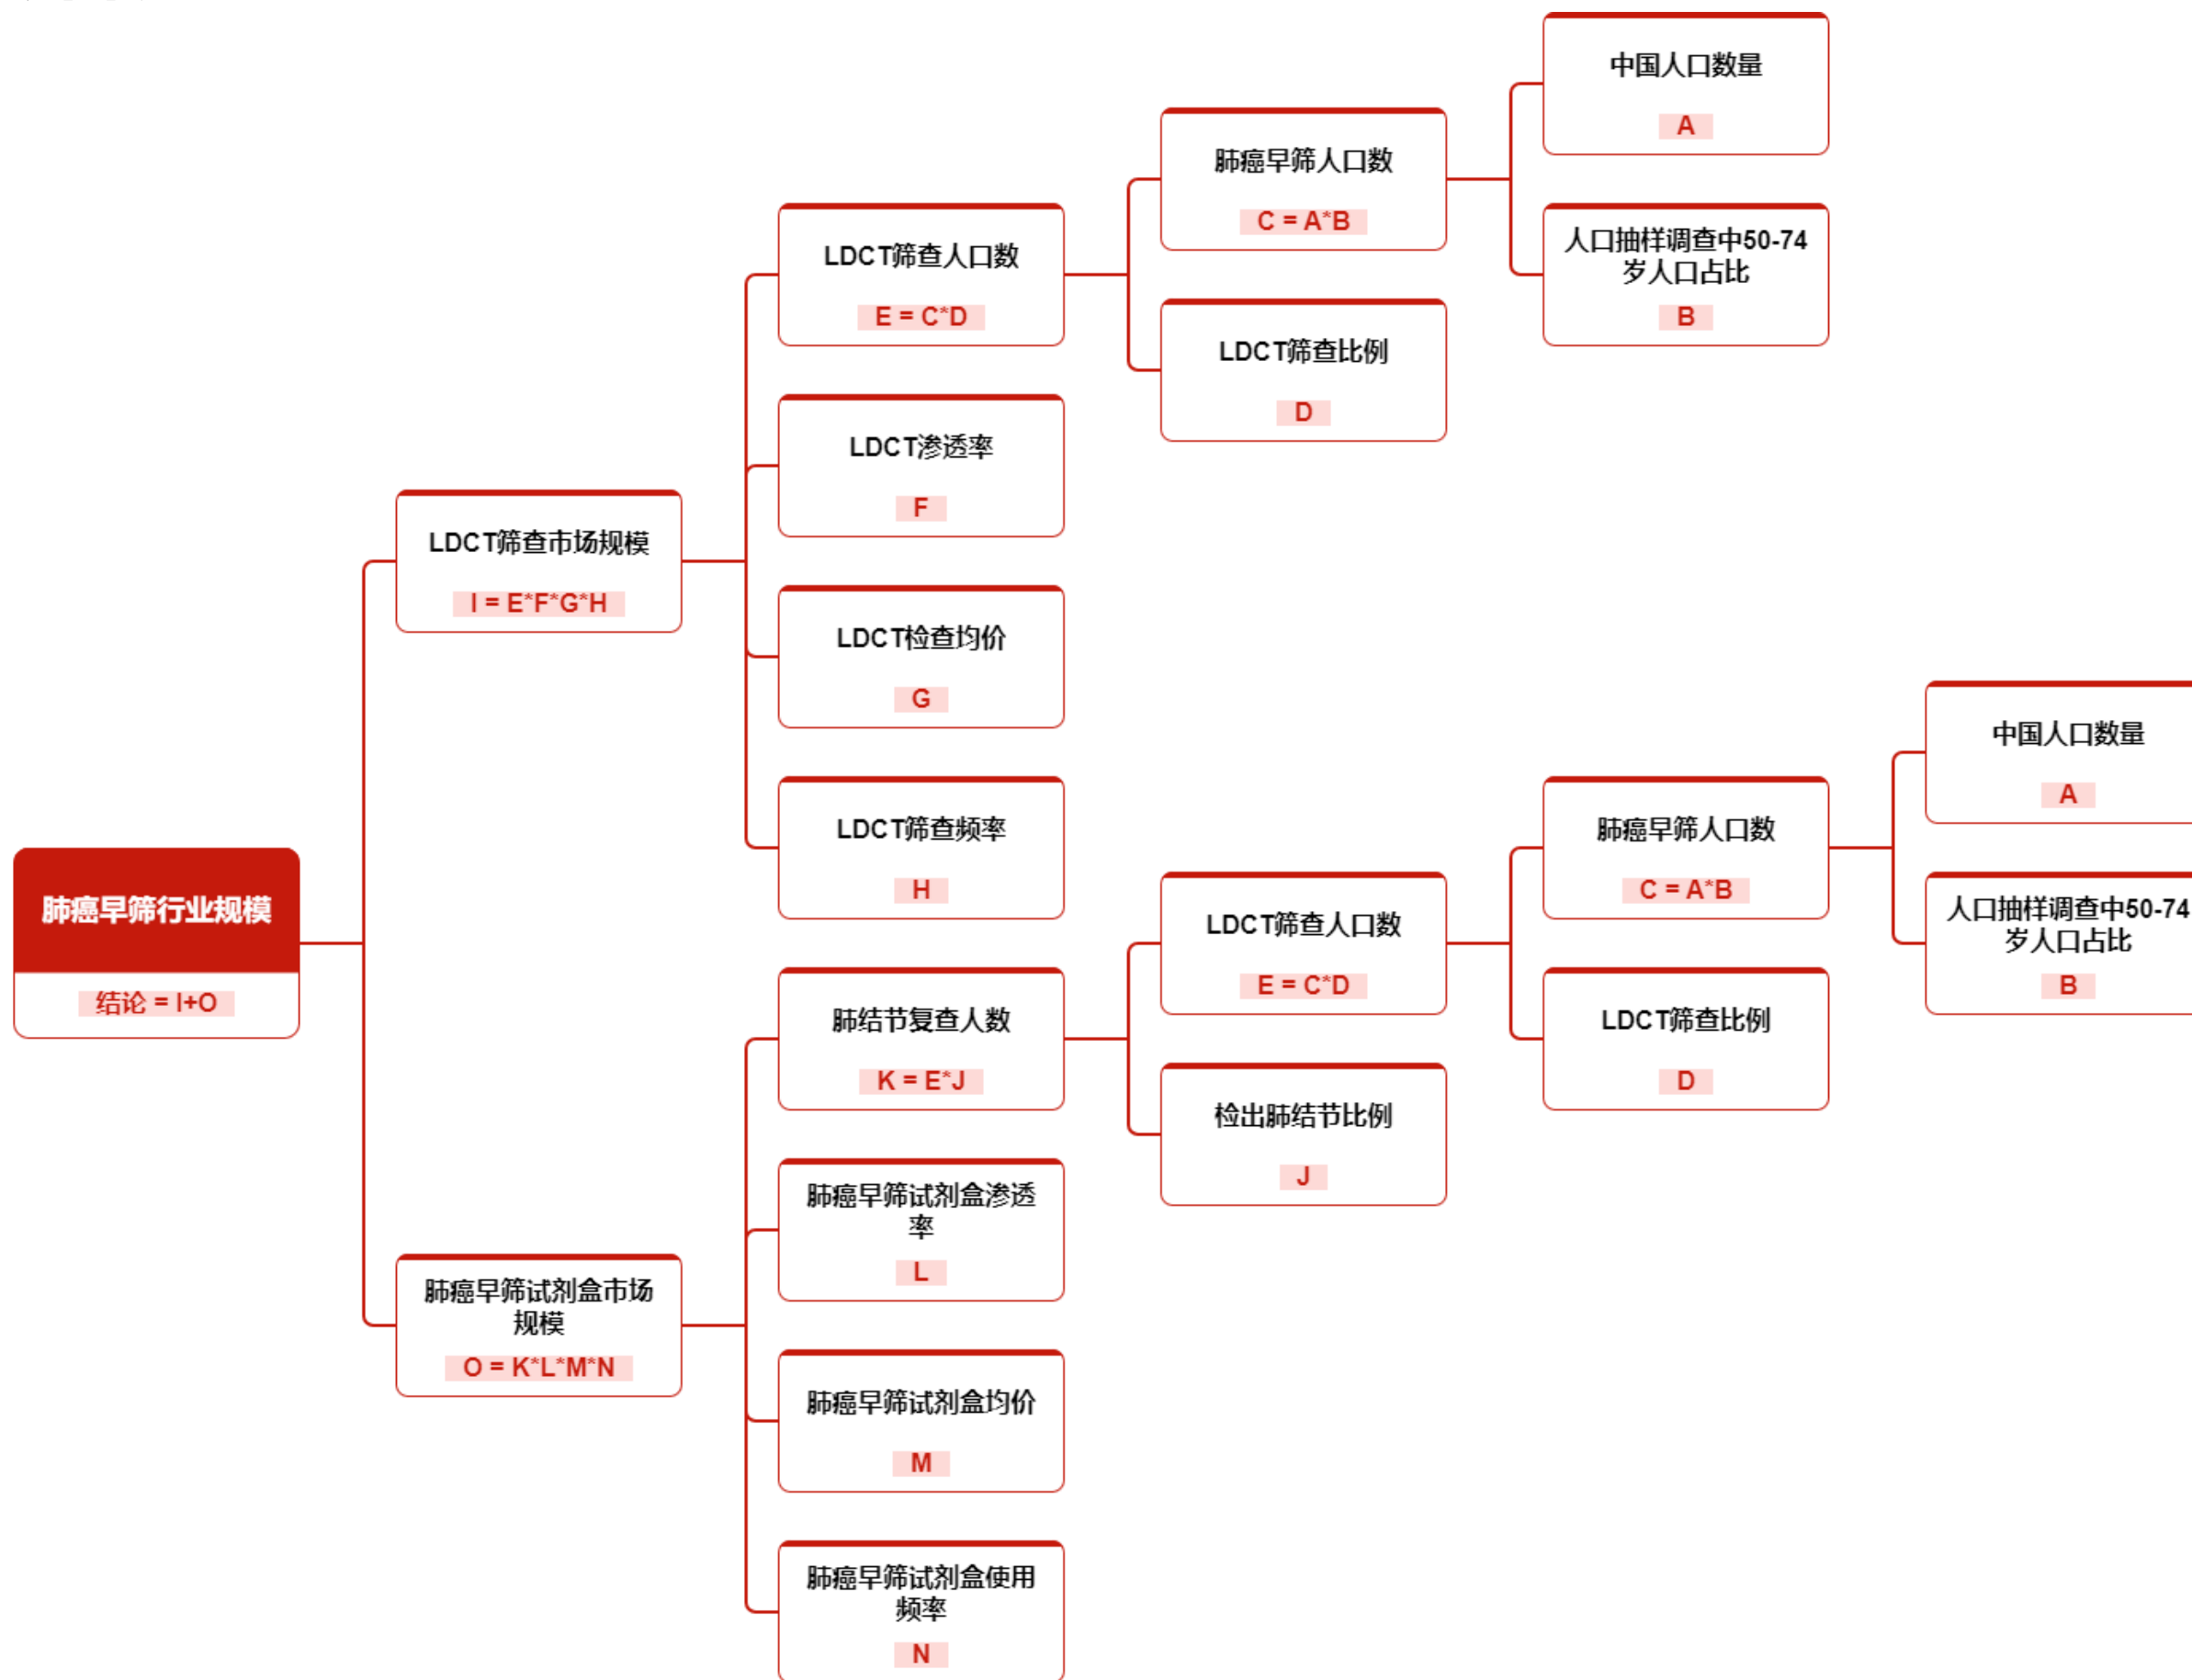 肺癌早筛行业规模
结论 = I+O
LDCT筛查市场规模
I = E*F*G*H
LDCT筛查人口数
E = C*D
肺癌早筛人口数
C = A*B
中国人口数量
A
人口抽样调查中50-74
岁人口占比
B
LDCT筛查比例
D
LDCT渗透率
F
LDCT检查均价
G
LDCT筛查频率
H
肺癌早筛试剂盒市场
规模
O = K*L*M*N
肺结节复查人数
K = E*J
LDCT筛查人口数
E = C*D
肺癌早筛人口数
C = A*B
中国人口数量
A
人口抽样调查中50-74
岁人口占比
B
LDCT筛查比例
D
检出肺结节比例
J
肺癌早筛试剂盒渗透
率
L
肺癌早筛试剂盒均价
M
肺癌早筛试剂盒使用
频率
N